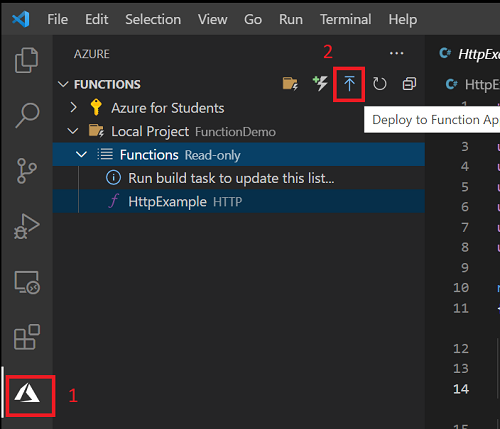 File Edit Selection View Go Run Terminal Help
AZURE
2
HttpExa
FUNCTIONS
HttpE
Azure for Students
Deploy to Function Ap
Local Project FunctionDemo
3
Functions Read-only
4
5
Run build task to update this list...
6
7
HttpExample HTTP
8
9
10
11
12
13
14
1